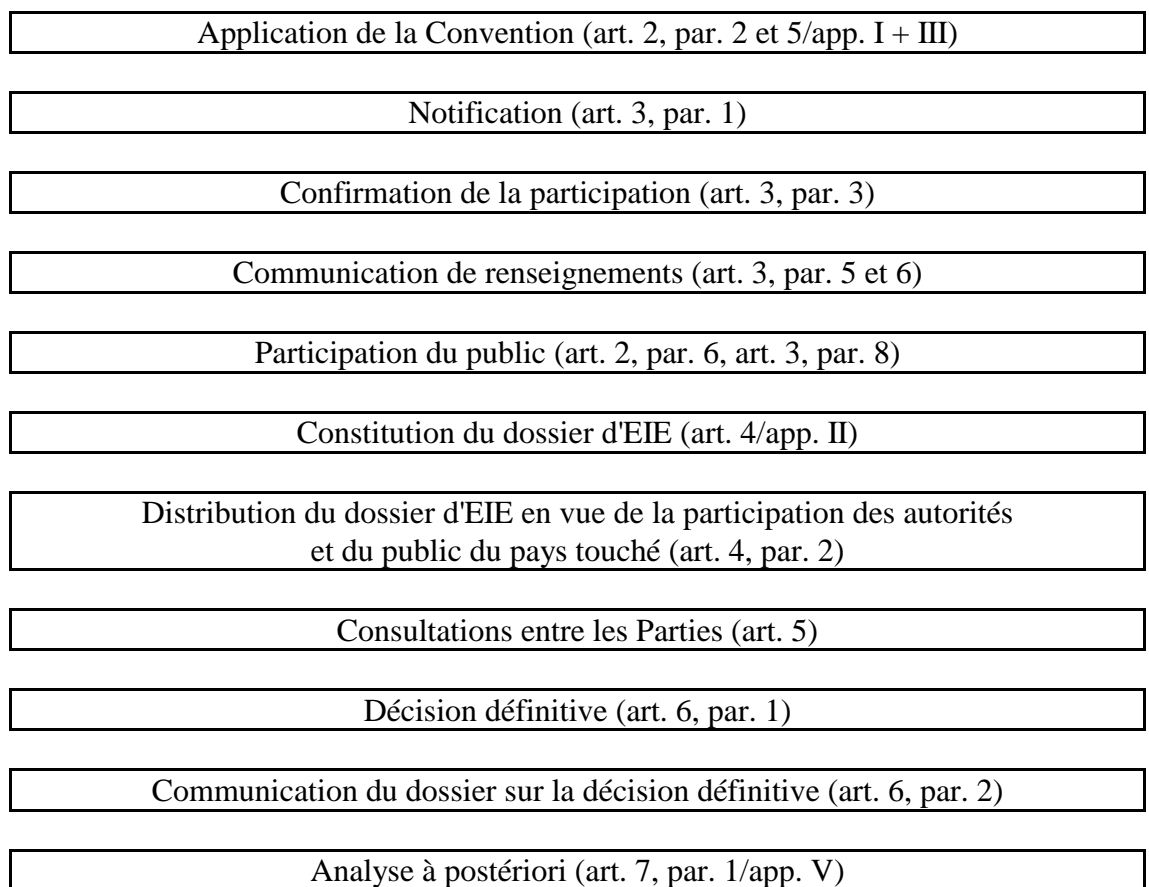 Application de la Convention (art. 2, par. 2 et 5/app. I + III)
Notification (art. 3, par. 1)
Confirmation de la participation (art. 3, par. 3)
Communication de renseignements (art. 3, par. 5 et 6)
Participation du public (art. 2, par. 6, art. 3, par. 8)
Constitution du dossier d'EIE (art. 4/app. II)
Distribution du dossier d'EIE en vue de la participation des autorités
et du public du pays touché (art. 4, par. 2)
Consultations entre les Parties (art. 5)
Décision définitive (art. 6, par. 1)
Communication du dossier sur la décision définitive (art. 6, par. 2)
Analyse à postériori (art. 7, par. 1/app. V)